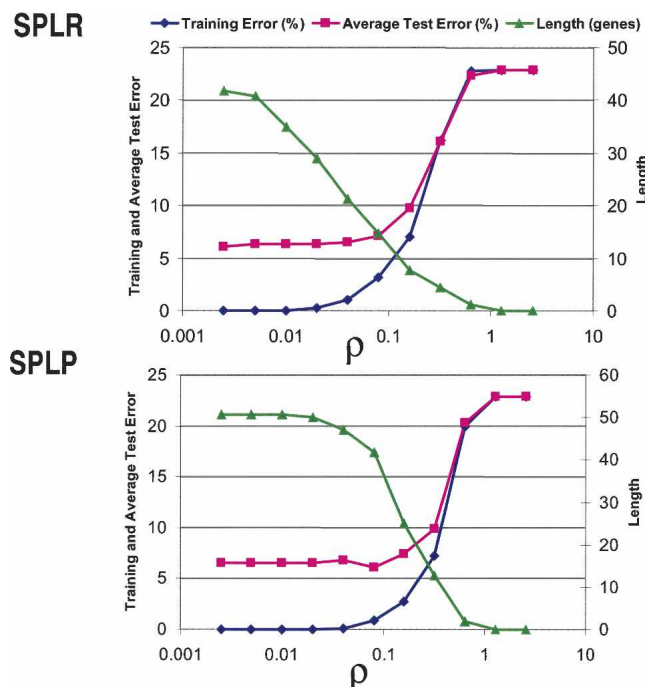 SPLR
Training Error (%) Average Test Error (%) Length (genes)
Training and Average Test Error
25
20
15
10
5
0
50
40
30
20
10
0
Length
0.001 0.01 0.1 1 10
ρ
SPLP
Training and Average Test Error
25
20
15
10
5
0
60
50
40
30
20
10
0
Length
0.001 0.01 0.1 1 10
ρ